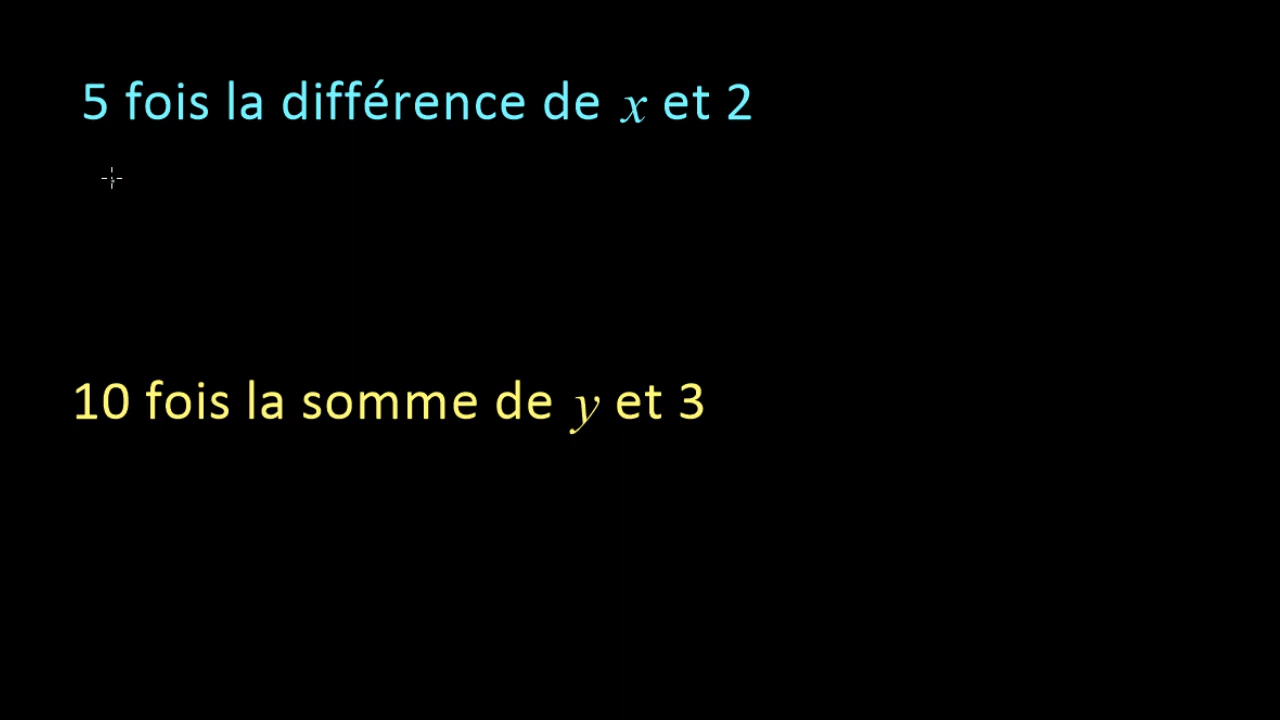 5 fois la différence de x et 2
10 fois la somme de y et 3